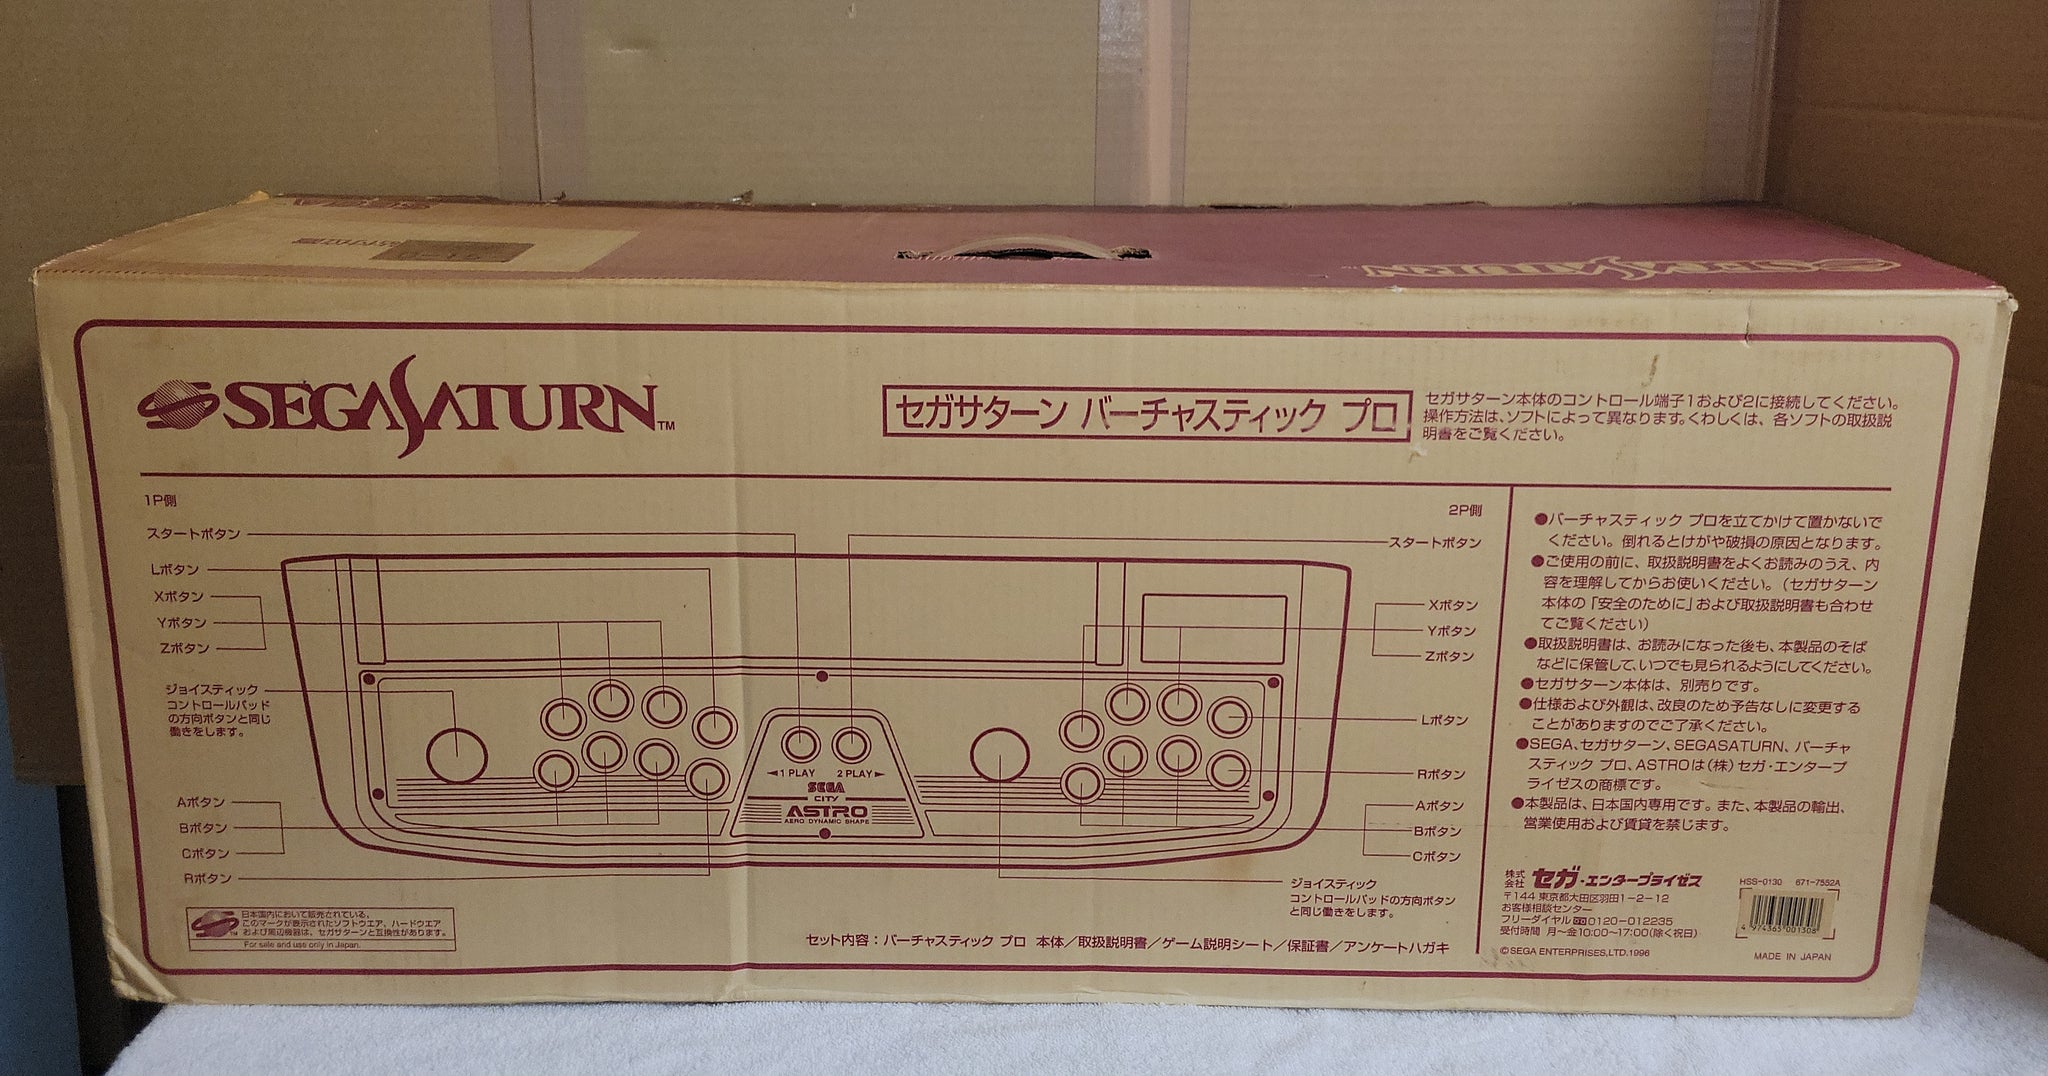 SEGA
SEGASATURN
SEGASATURN™
セガサターン バーチャスティック プロ
セガサターン本体のコントロール端子1および2に接続してください。
操作方法は、ソフトによって異なります。くわしくは、各ソフトの取扱説
明書をご覧ください。
1P側
スタートボタン
Lボタン
Xボタン
Yボタン
Zボタン
ジョイスティック
コントロールパッド
の方向ボタンと同じ
働きをします。
Aボタン
Bボタン
Cボタン
Rボタン
◄1 PLAY
2 PLAY►
SEGA
CITY
ASTRO
AERO DYNAMIC SHAPE
2P側
スタートボタン
Xボタン
Yボタン
Zボタン
Lボタン
Rボタン
Aボタン
Bボタン
Cボタン
ジョイスティック
コントロールパッドの方向ボタン
と同じ働きをします。
日本国内において販売されている、
このマークが表示されたソフトウエア、ハードウエア
および周辺機器は、セガサターンと互換性があります。
For sale and use only in Japan.
セット内容：バーチャスティック プロ 本体／取扱説明書／ゲーム説明シート／保証書／アンケートハガキ
●バーチャスティック プロを立てかけて置かないで
ください。倒れるとけがや破損の原因となります。
●ご使用の前に、取扱説明書をよくお読みのうえ、内
容を理解してからお使いください。（セガサターン
本体の「安全のために」および取扱説明書も合わせ
てご覧ください）
●取扱説明書は、お読みになった後も、本製品のそば
などに保管して、いつでも見られるようにしてください。
●セガサターン本体は、別売りです。
●仕様および外観は、改良のため予告なしに変更する
ことがありますのでご了承ください。
●SEGA、セガサターン、SEGASATURN、バーチャ
スティック プロ、ASTROは(株)セガ・エンタープ
ライゼスの商標です。
●本製品は、日本国内専用です。また、本製品の輸出、
営業使用および賃貸を禁じます。
株式会社 セガ・エンタープライゼス
〒144 東京都大田区羽田1-2-12
お客様相談センター
フリーダイヤル 0120-012235
受付時間 月〜金10:00〜17:00(除く祝日)
©SEGA ENTERPRISES,LTD.1996
HSS-0130 671-7552A
4 974365 001308
MADE IN JAPAN